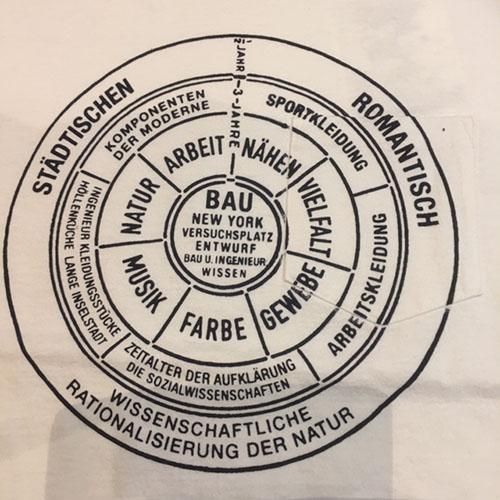 STÄDTISCHEN
ROMANTISCH
WISSENSCHAFTLICHE
RATIONALISIERUNG DER NATUR
KOMPONENTEN
DER MODERNE
SPORTKLEIDUNG
ARBEITSKLEIDUNG
ZEITALTER DER AUFKLÄRUNG
DIE SOZIALWISSENSCHAFTEN
INGENIEUR KLEIDUNGSSTÜCKE
HÖLLENKÜCHE LANGE INSELSTADT
-JAHR
-3-JAHRE-
ARBEIT
NÄHEN
VIELFALT
GEWEBE
FARBE
MUSIK
NATUR
BAU
NEW YORK
VERSUCHSPLATZ
ENTWURF
BAU U. INGENIEUR
WISSEN